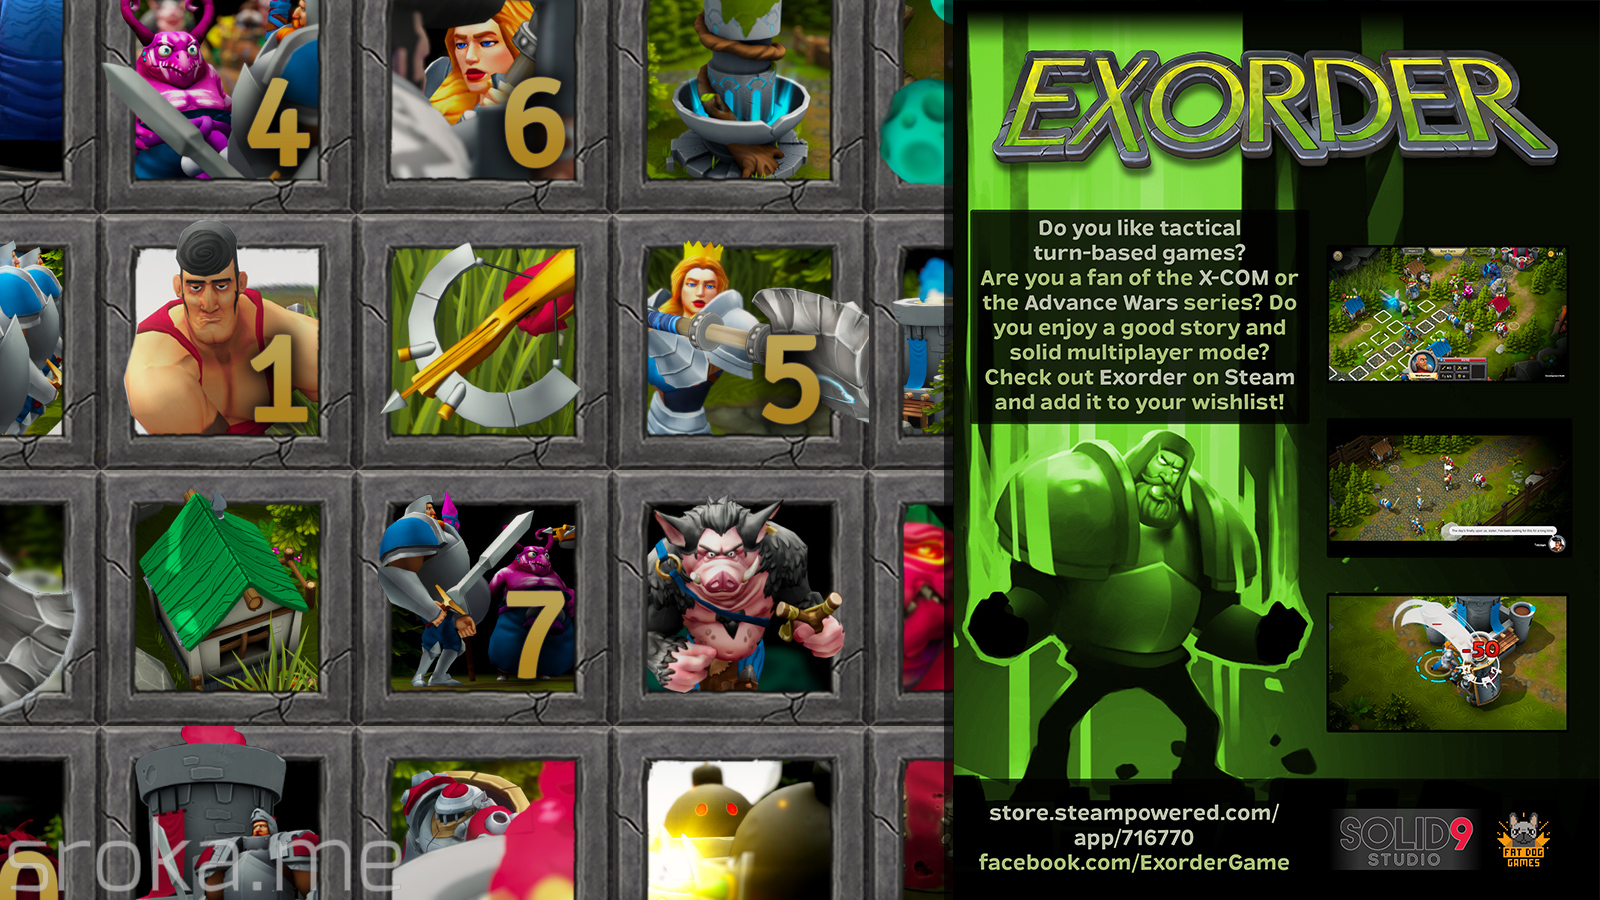 4
6
1
5
7
sroka.me
EXORDER
Do you like tactical
turn-based games?
Are you a fan of the X-COM or
the Advance Wars series? Do
you enjoy a good story and
solid multiplayer mode?
Check out Exorder on Steam
and add it to your wishlist!
-50
store.steampowered.com/
app/716770
facebook.com/ExorderGame
SOLID9
STUDIO
FAT DOG
GAMES